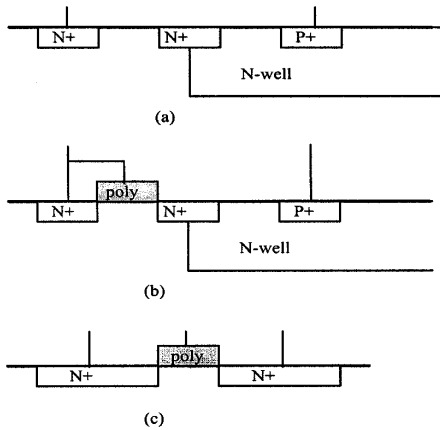 N+ N+ P+
N-well
(a)
poly
N+ N+ P+
N-well
(b)
poly
N+ N+
(c)